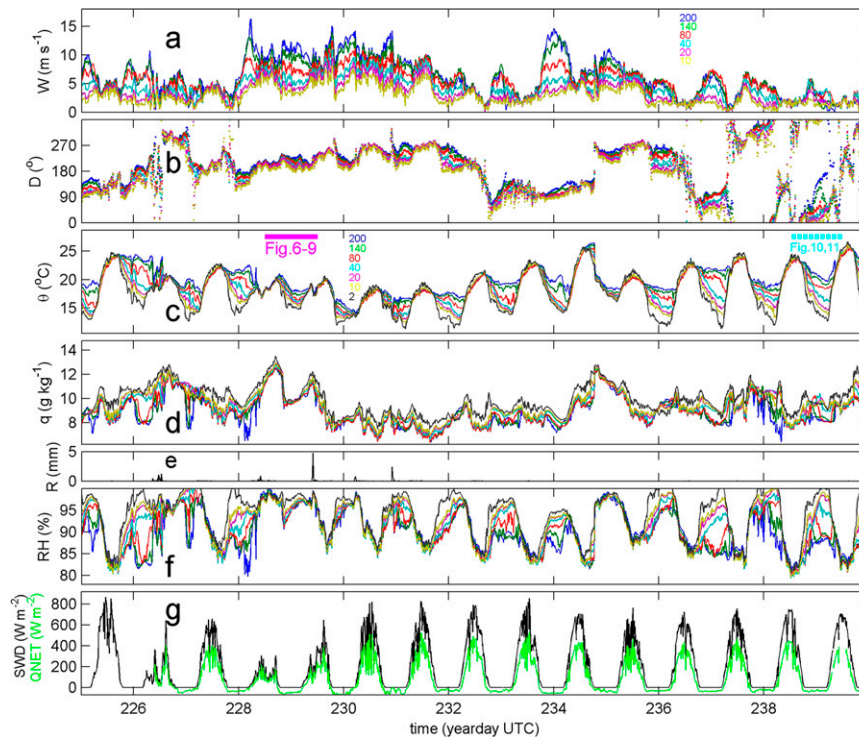 a
W (m s⁻¹)
15
10
5
0
200
140
80
40
20
10
b
D (°)
270
180
90
0
c
θ (°C)
25
20
15
Fig.6-9
200
140
80
40
20
10
2
Fig.10,11
d
q (g kg⁻¹)
14
12
10
8
e
R (mm)
5
0
f
RH (%)
95
90
85
80
g
SWD (W m⁻²)
QNET (W m⁻²)
800
600
400
200
0
226 228 230 232 234 236 238
time (yearday UTC)